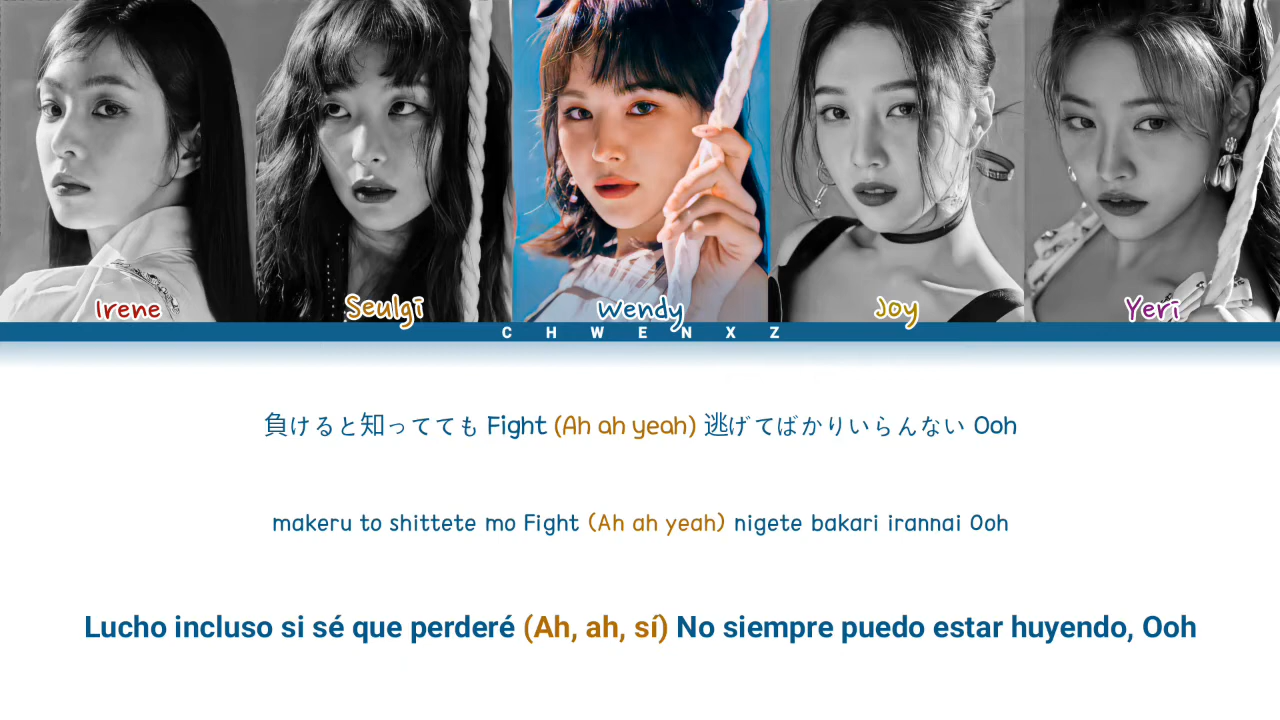 Irene Seulgi Wendy Joy Yeri
CHWENXZ
負けると知ってても Fight (Ah ah yeah) 逃げてばかりいらんない Ooh
makeru to shittete mo Fight (Ah ah yeah) nigete bakari irannai Ooh
Lucho incluso si sé que perderé (Ah, ah, sí) No siempre puedo estar huyendo, Ooh